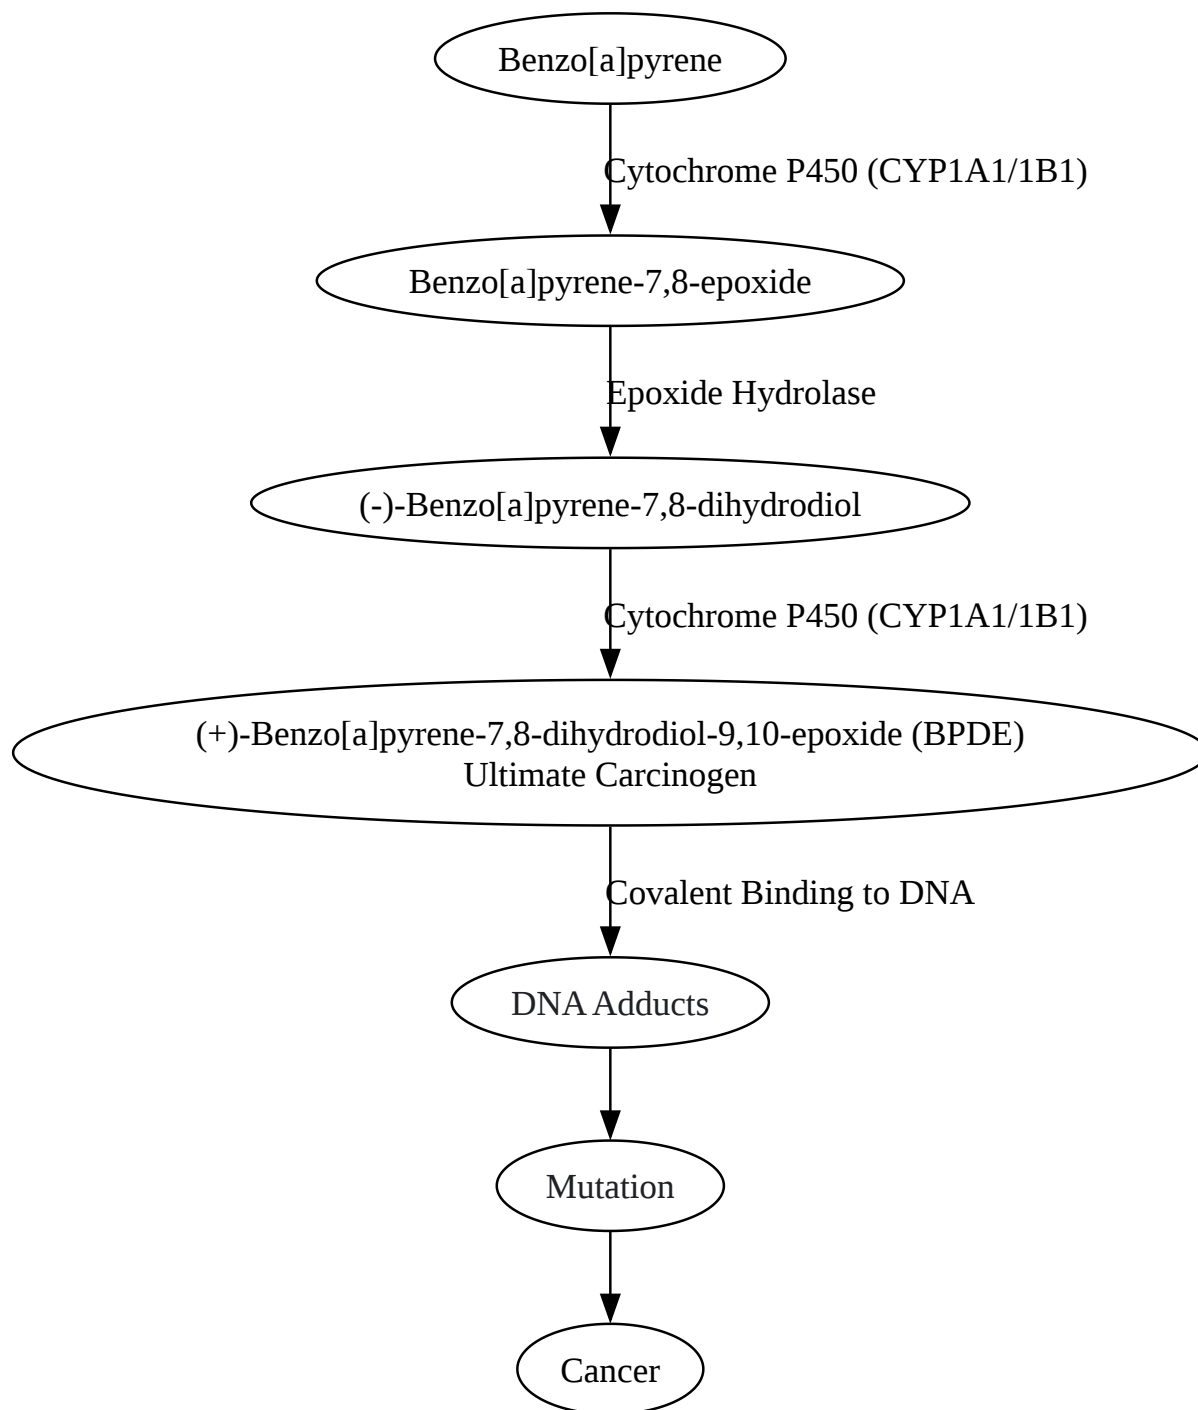 Benzo[a]pyrene
Cytochrome P450 (CYP1A1/1B1)
Benzo[a]pyrene-7,8-epoxide
Epoxide Hydrolase
(-)-Benzo[a]pyrene-7,8-dihydrodiol
Cytochrome P450 (CYP1A1/1B1)
(+)-Benzo[a]pyrene-7,8-dihydrodiol-9,10-epoxide (BPDE)
Ultimate Carcinogen
Covalent Binding to DNA
DNA Adducts
Mutation
Cancer